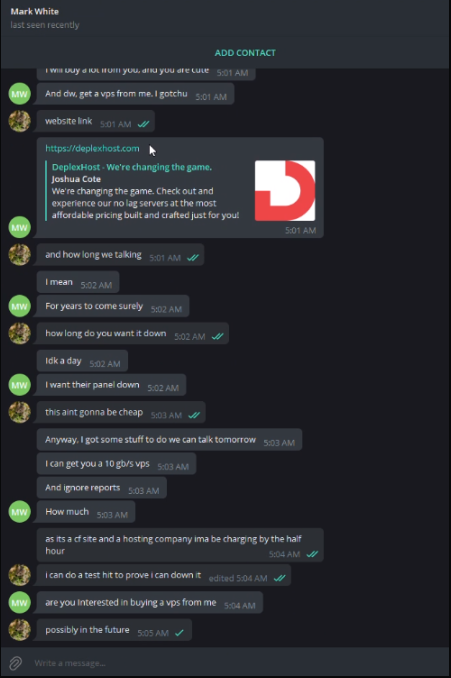 Mark White
last seen recently
ADD CONTACT
I will buy a lot from you, and you are cute 5:01 AM
MW And dw, get a vps from me. I gotchu 5:01 AM
website link 5:01 AM
https://deplexhost.com
DeplexHost - We're changing the game.
Joshua Cote
We're changing the game. Check out and
experience our no lag servers at the most
affordable pricing built and crafted just for you!
MW 5:01 AM
and how long we talking 5:01 AM
I mean 5:02 AM
MW For years to come surely 5:02 AM
how long do you want it down 5:02 AM
Idk a day 5:02 AM
MW I want their panel down 5:02 AM
this aint gonna be cheap 5:03 AM
Anyway. I got some stuff to do we can talk tomorrow 5:03 AM
I can get you a 10 gb/s vps 5:03 AM
And ignore reports 5:03 AM
MW How much 5:03 AM
as its a cf site and a hosting company ima be charging by the half
hour 5:04 AM
i can do a test hit to prove i can down it edited 5:04 AM
MW are you Interested in buying a vps from me 5:04 AM
possibly in the future 5:05 AM
Write a message...